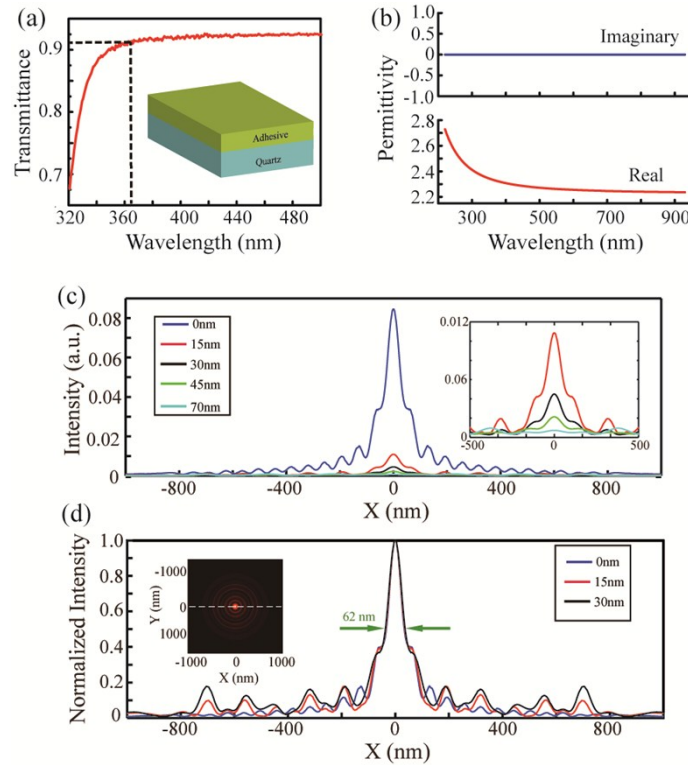 (a)
Transmittance
0.9
0.8
0.7
320 360 400 440 480
Wavelength (nm)
Adhesive
Quartz
(b)
Permittivity
1.0
0.5
0
-0.5
-1.0
Imaginary
2.8
2.6
2.4
2.2
Real
300 500 700 900
Wavelength (nm)
(c)
Intensity (a.u.)
0.08
0.06
0.04
0.02
0
0nm
15nm
30nm
45nm
70nm
0.012
0.06
0
-500 0 500
-800 -400 0 400 800
X (nm)
(d)
Normalized Intensity
1.0
0.8
0.6
0.4
0.2
0
-1000
0
1000
Y (nm)
-1000 0 1000
X (nm)
62 nm
0nm
15nm
30nm
-800 -400 0 400 800
X (nm)